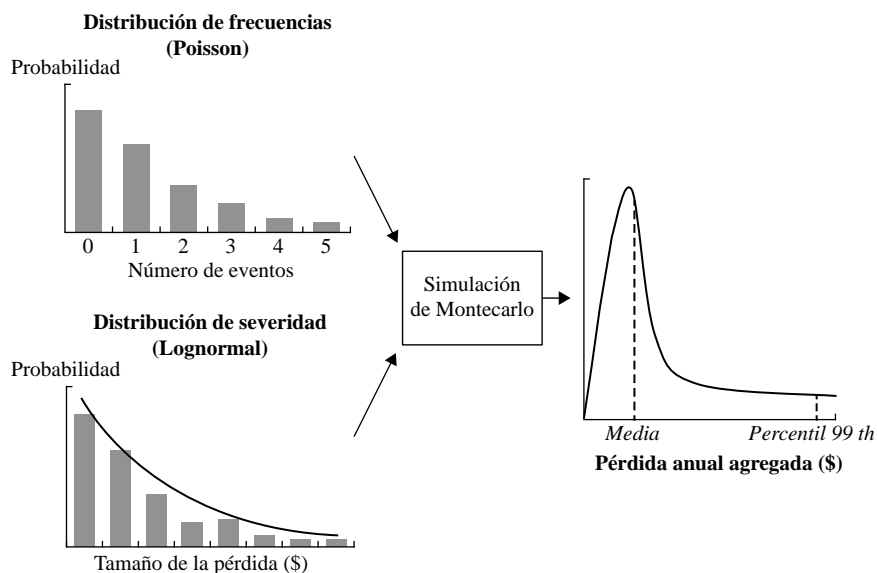 Distribución de frecuencias
(Poisson)
Probabilidad
0 1 2 3 4 5
Número de eventos
Distribución de severidad
(Lognormal)
Probabilidad
Tamaño de la pérdida ($)
Simulación
de Montecarlo
Media Percentil 99 th
Pérdida anual agregada ($)